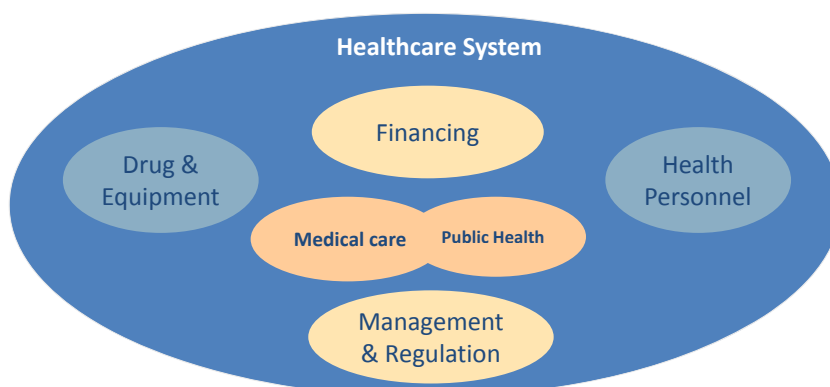 Healthcare System
Financing
Drug &
Equipment
Health
Personnel
Medical care
Public Health
Management
& Regulation